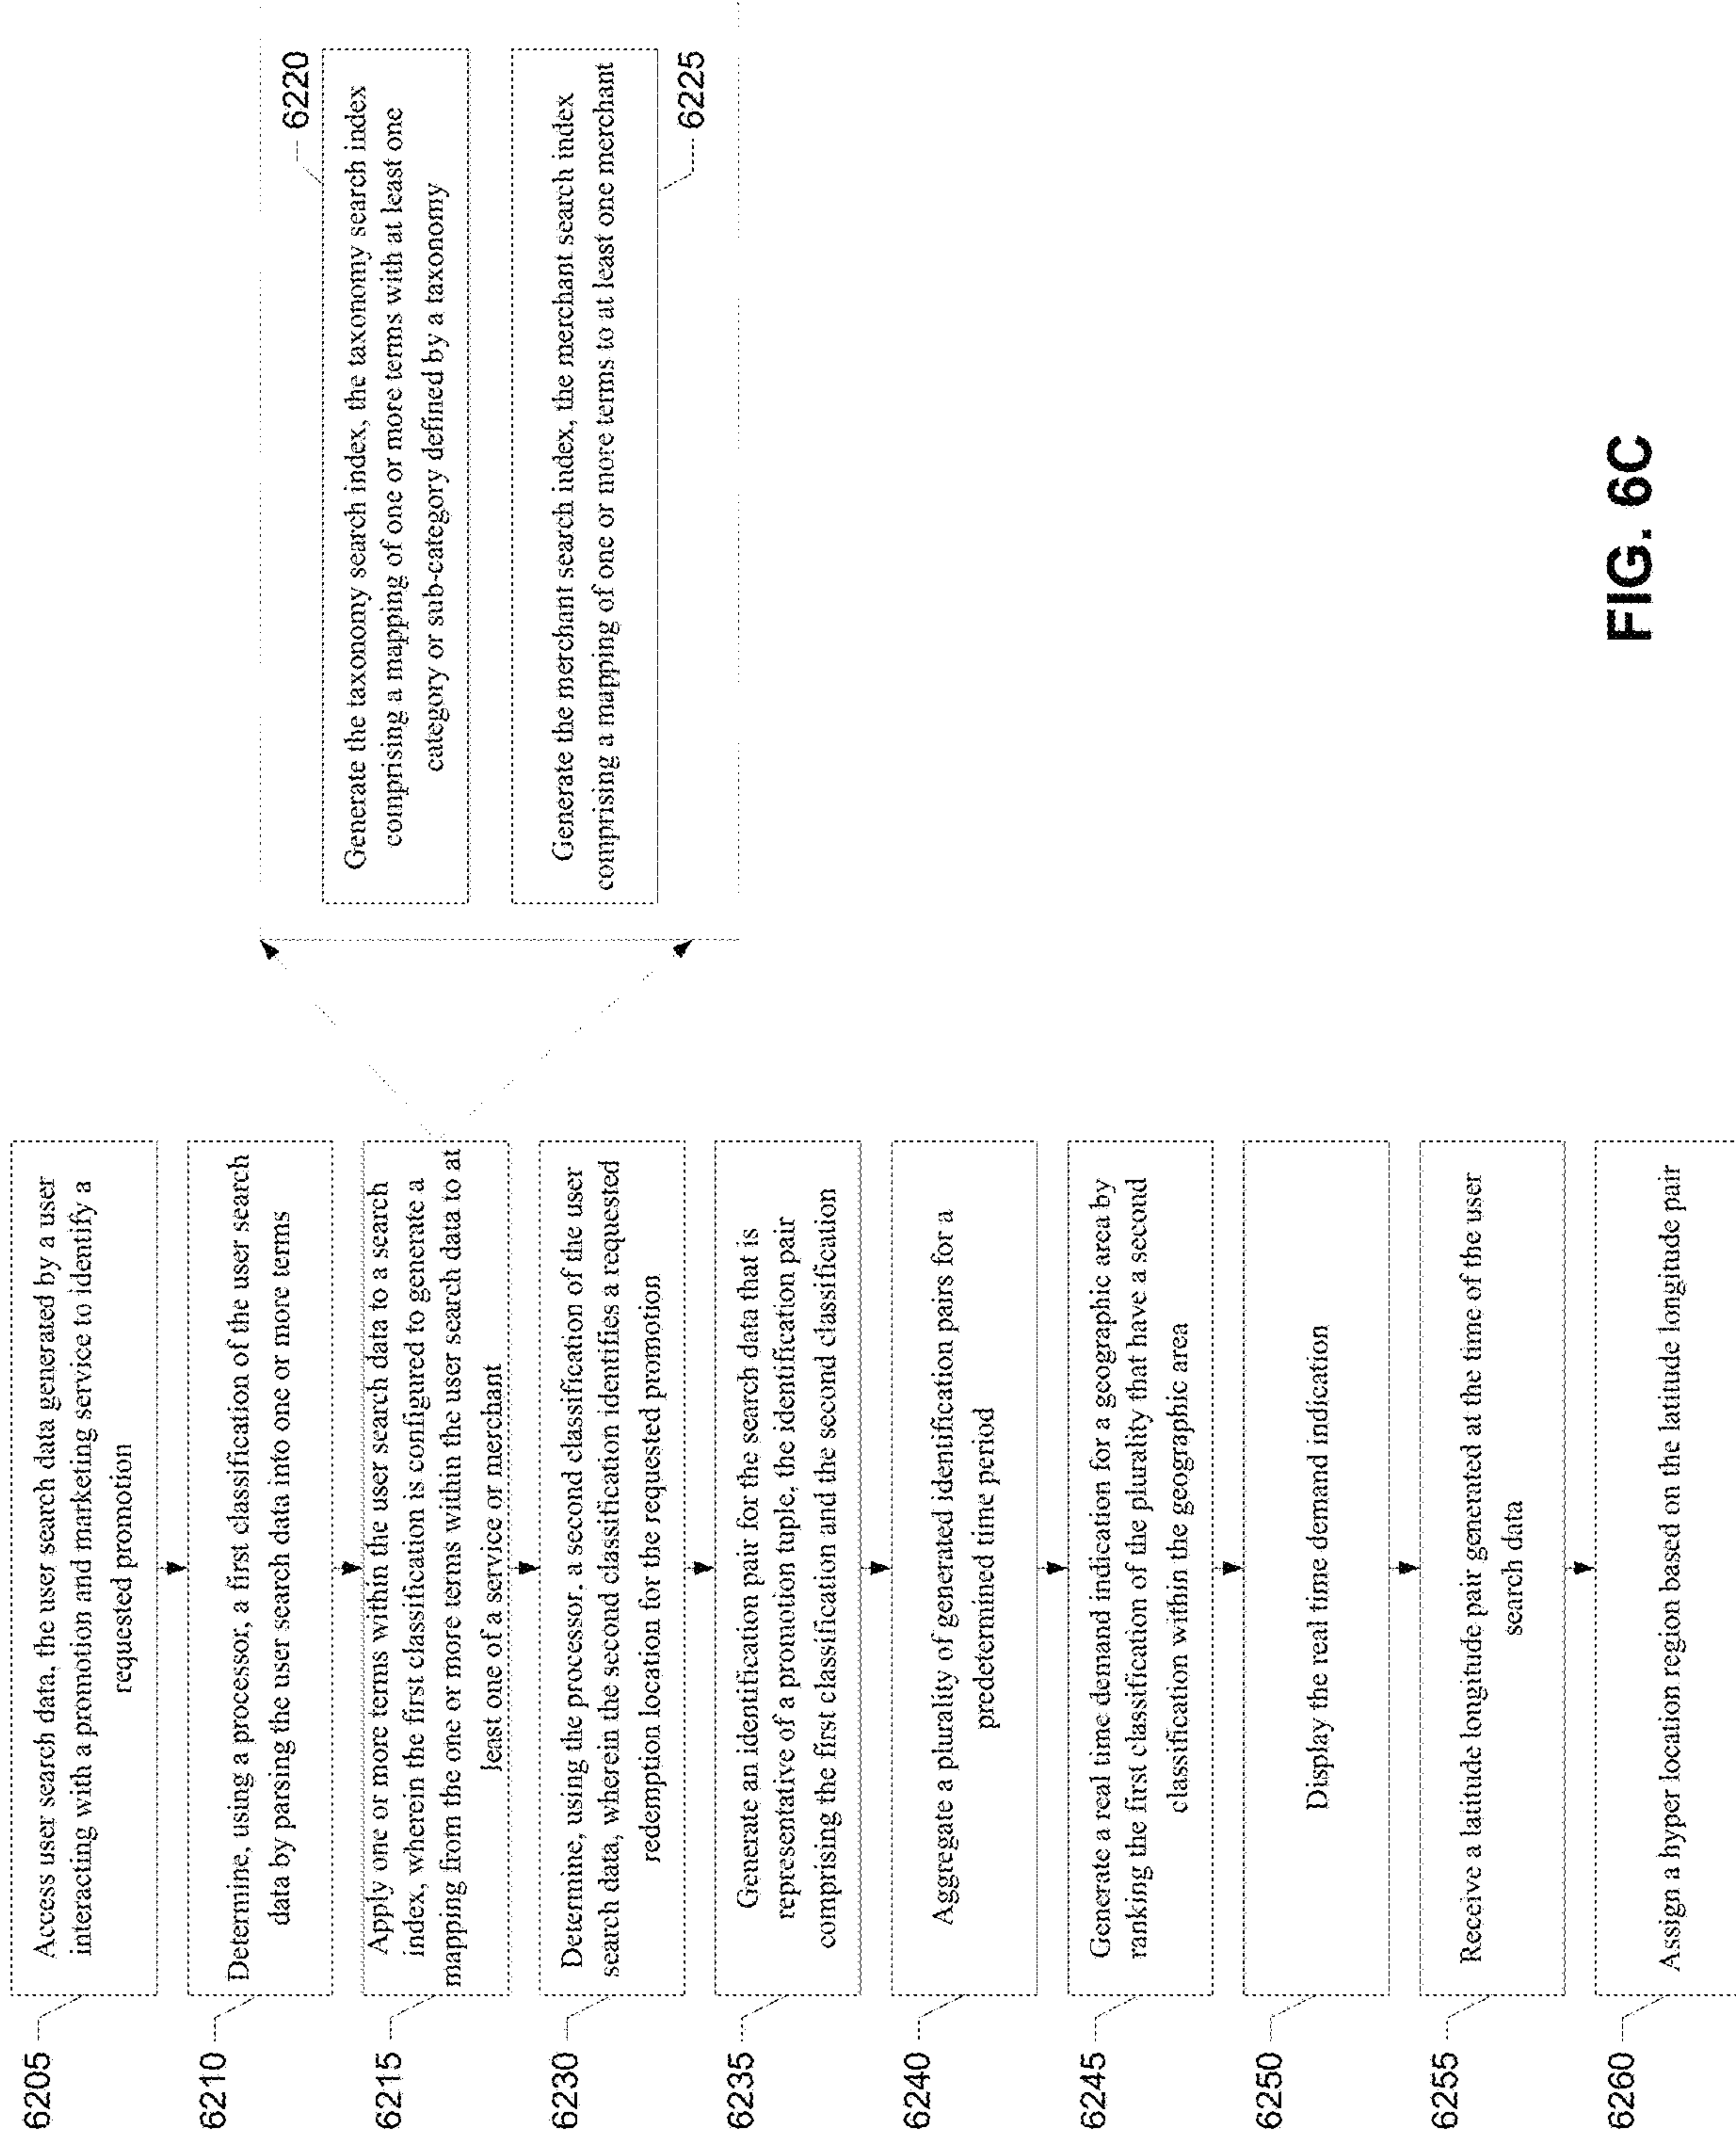 6205
Access user search data, the user search data generated by a user
interacting with a promotion and marketing service to identify a
requested promotion
6210
Determine, using a processor, a first classification of the user search
data by parsing the user search data into one or more terms
6215
Apply one or more terms within the user search data to a search
index, wherein the first classification is configured to generate a
mapping from the one or more terms within the user search data to at
least one of a service or merchant
6220
Generate the taxonomy search index, the taxonomy search index
comprising a mapping of one or more terms with at least one
category or sub-category defined by a taxonomy
6225
Generate the merchant search index, the merchant search index
comprising a mapping of one or more terms to at least one merchant
6230
Determine, using the processor, a second classification of the user
search data, wherein the second classification identifies a requested
redemption location for the requested promotion
6235
Generate an identification pair for the search data that is
representative of a promotion tuple, the identification pair
comprising the first classification and the second classification
6240
Aggregate a plurality of generated identification pairs for a
predetermined time period
6245
Generate a real time demand indication for a geographic area by
ranking the first classification of the plurality that have a second
classification within the geographic area
6250
Display the real time demand indication
6255
Receive a latitude longitude pair generated at the time of the user
search data
6260
Assign a hyper location region based on the latitude longitude pair
FIG. 6C